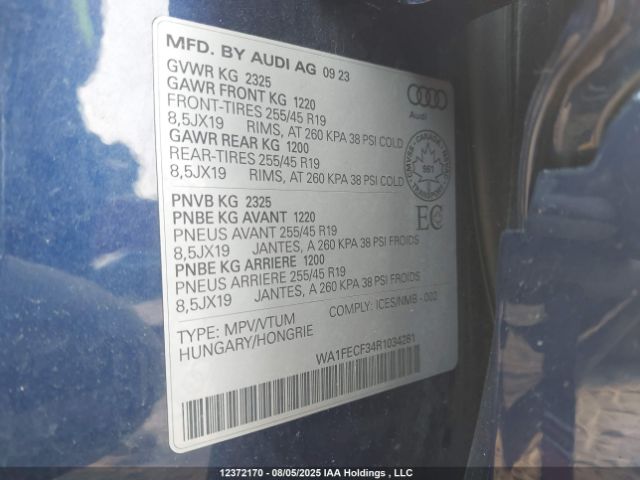 MFD. BY AUDI AG 09 23
GVWR KG 2325
GAWR FRONT KG 1220
FRONT-TIRES 255/45 R19
8,5JX19 RIMS, AT 260 KPA 38 PSI COLD
GAWR REAR KG 1200
REAR-TIRES 255/45 R19
8,5JX19 RIMS, AT 260 KPA 38 PSI COLD
Audi
CANADA
TRANSPORT
961
PNVB KG 2325
PNBE KG AVANT 1220
PNEUS AVANT 255/45 R19
8,5JX19 JANTES, A 260 KPA 38 PSI FROIDS
PNBE KG ARRIERE 1200
PNEUS ARRIERE 255/45 R19
8,5JX19 JANTES, A 260 KPA 38 PSI FROIDS
EC
COMPLY: ICES/NMB - 002
TYPE: MPV/VTUM
HUNGARY/HONGRIE
WA1FECF34R1034281
12372170 - 08/05/2025 IAA Holdings , LLC